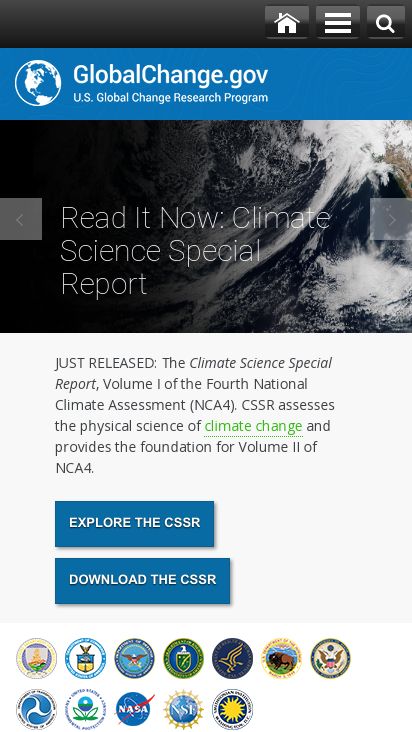 GlobalChange.gov
U.S. Global Change Research Program
Read It Now: Climate
Science Special
Report
JUST RELEASED: The Climate Science Special
Report, Volume I of the Fourth National
Climate Assessment (NCA4). CSSR assesses
the physical science of climate change and
provides the foundation for Volume II of
NCA4.
EXPLORE THE CSSR
DOWNLOAD THE CSSR
NASA
NSF